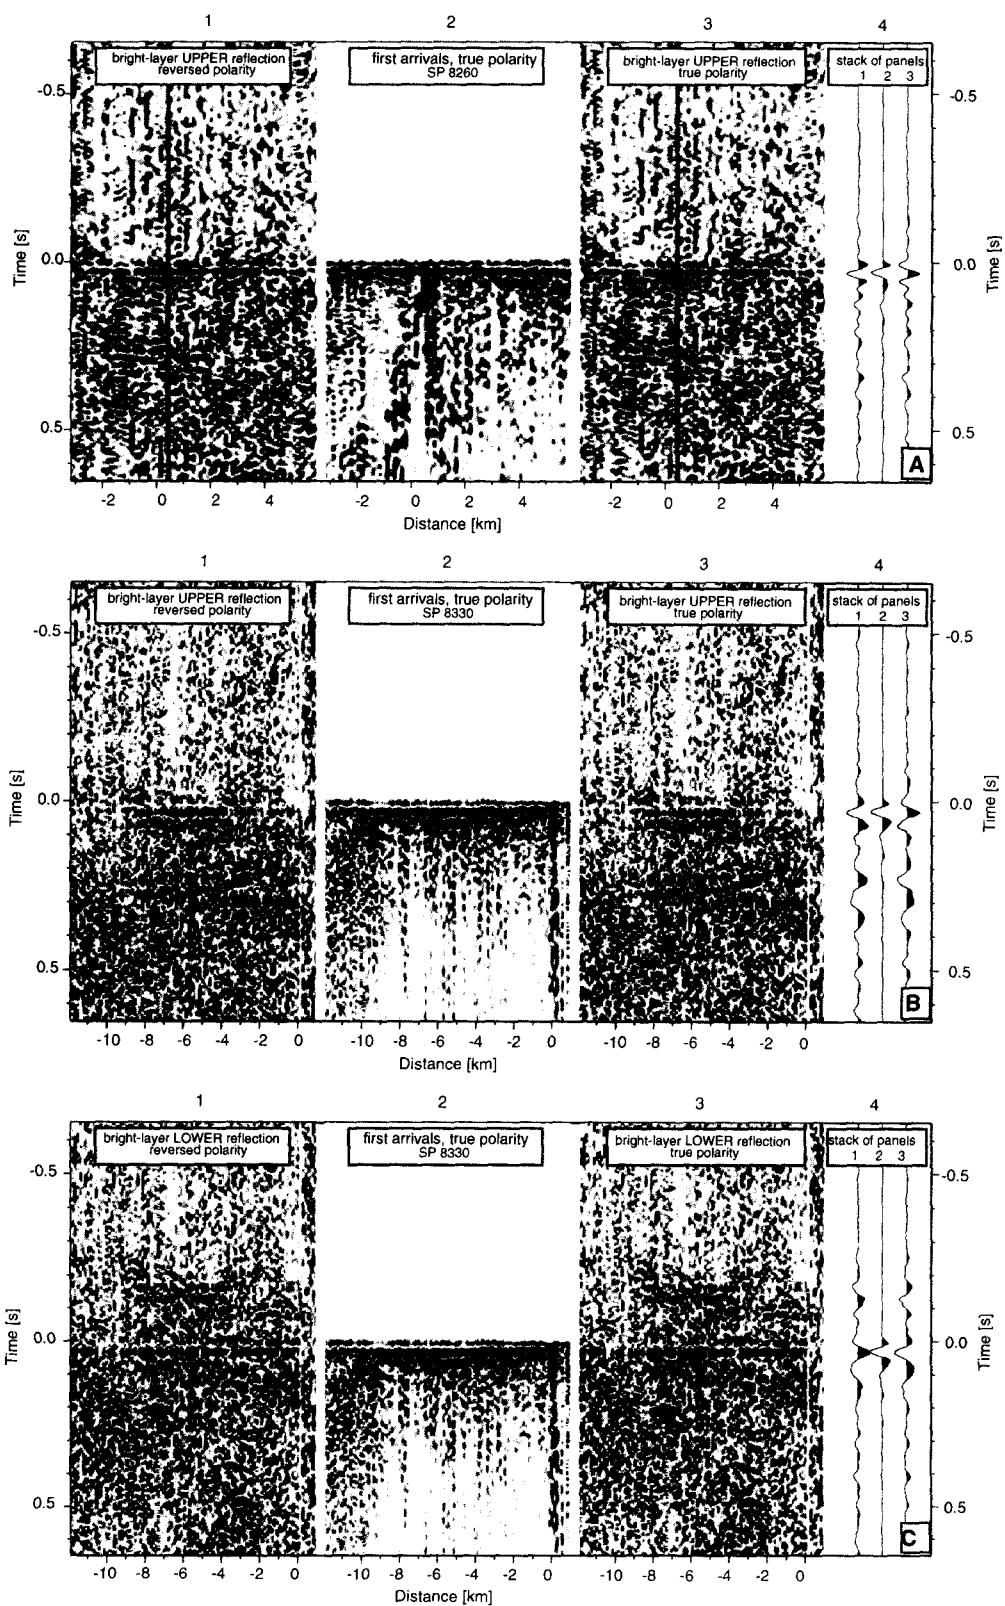 1 2 3 4
bright-layer UPPER reflection
reversed polarity
first arrivals, true polarity
SP 8260
bright-layer UPPER reflection
true polarity
stack of panels
1 2 3
-0.5 -0.5
0.0 0.0
Time [s] Time [s]
0.5 0.5
A
-2 0 2 4 -2 0 2 4 -2 0 2 4
Distance [km]
1 2 3 4
bright-layer UPPER reflection
reversed polarity
first arrivals, true polarity
SP 8330
bright-layer UPPER reflection
true polarity
stack of panels
1 2 3
-0.5 -0.5
0.0 0.0
Time [s] Time [s]
0.5 0.5
B
-10 -8 -6 -4 -2 0 -10 -8 -6 -4 -2 0 -10 -8 -6 -4 -2 0
Distance [km]
1 2 3 4
bright-layer LOWER reflection
reversed polarity
first arrivals, true polarity
SP 8330
bright-layer LOWER reflection
true polarity
stack of panels
1 2 3
-0.5 -0.5
0.0 0.0
Time [s] Time [s]
0.5 0.5
C
-10 -8 -6 -4 -2 0 -10 -8 -6 -4 -2 0 -10 -8 -6 -4 -2 0
Distance [km]